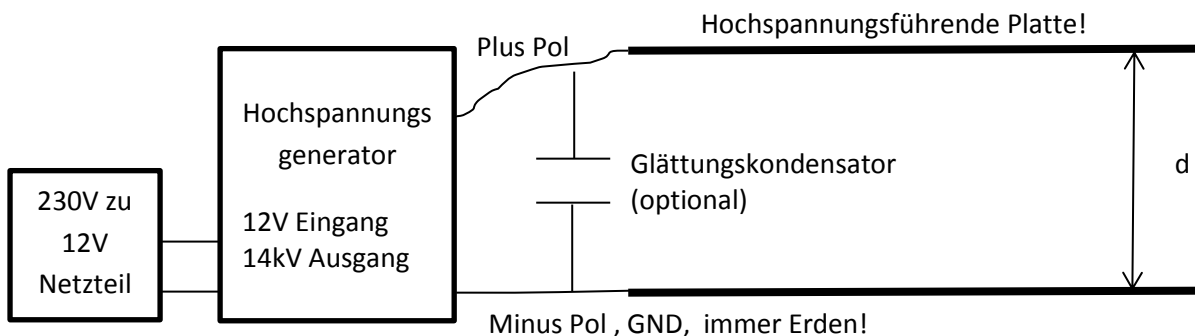 Hochspannungsführende Platte!
Plus Pol
Hochspannungs
generator
12V Eingang
14kV Ausgang
230V zu
12V
Netzteil
Glättungskondensator
(optional)
d
Minus Pol , GND, immer Erden!